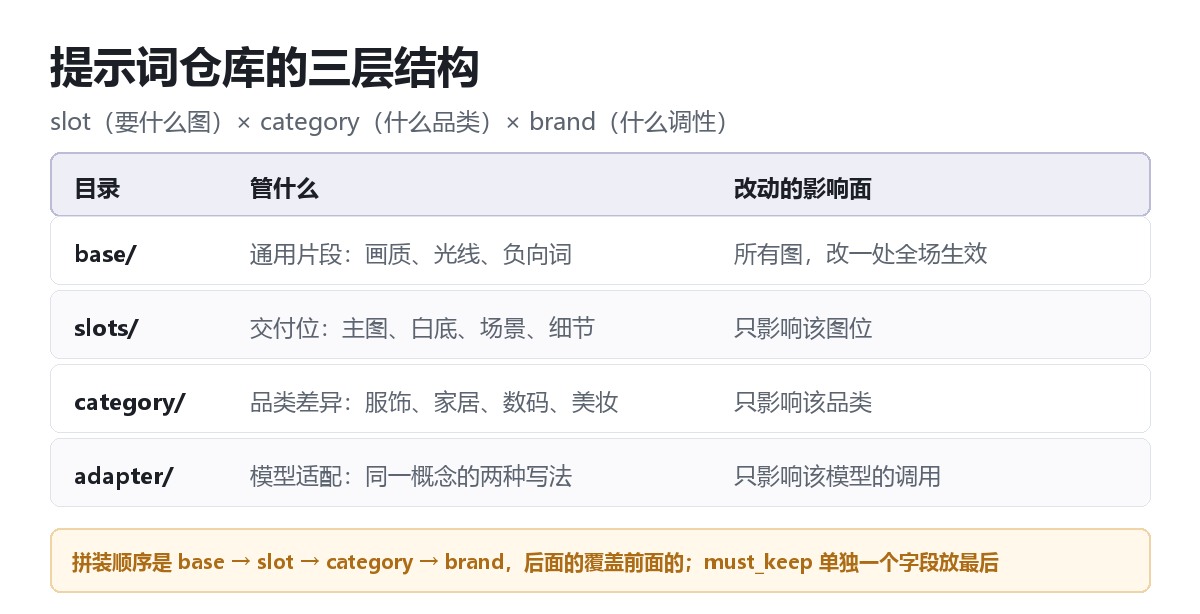 提示词仓库的三层结构
slot（要什么图）× category（什么品类）× brand（什么调性）
目录 管什么 改动的影响面
base/ 通用片段：画质、光线、负向词 所有图，改一处全场生效
slots/ 交付位：主图、白底、场景、细节 只影响该图位
category/ 品类差异：服饰、家居、数码、美妆 只影响该品类
adapter/ 模型适配：同一概念的两种写法 只影响该模型的调用
拼装顺序是 base → slot → category → brand，后面的覆盖前面的；must_keep 单独一个字段放最后